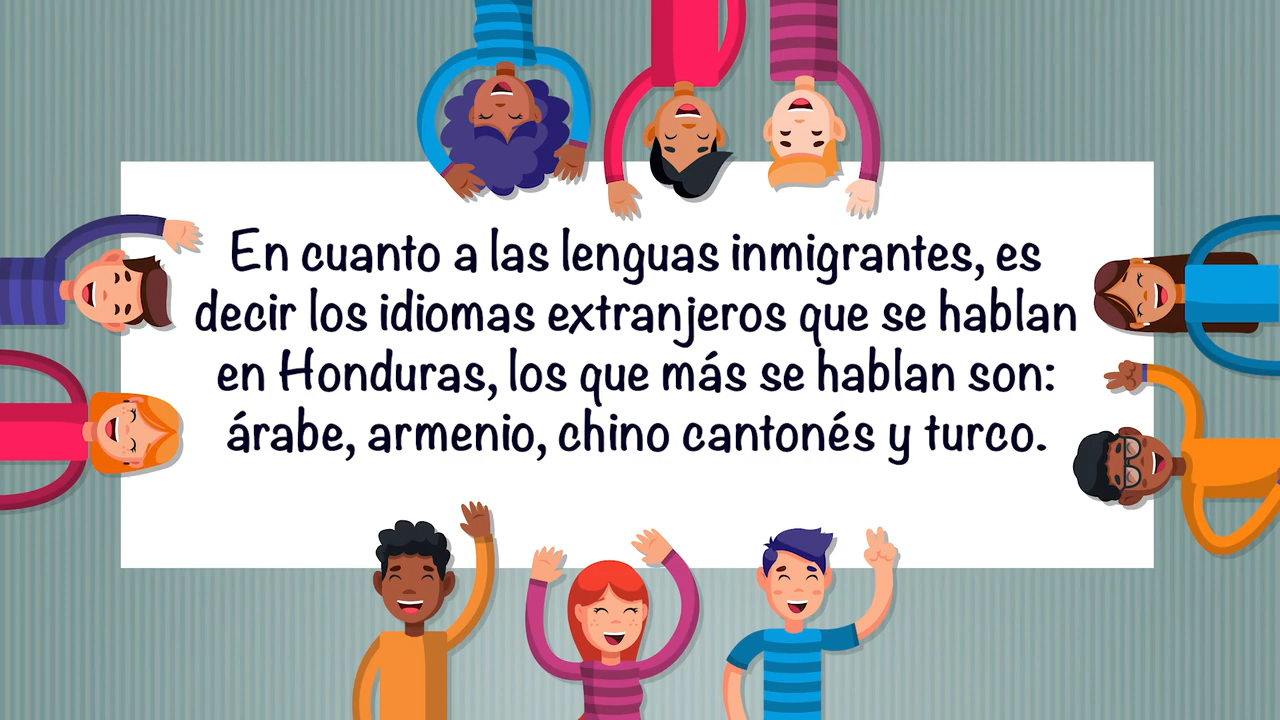 En cuanto a las lenguas inmigrantes, es
decir los idiomas extranjeros que se hablan
en Honduras, los que más se hablan son:
árabe, armenio, chino cantonés y turco.